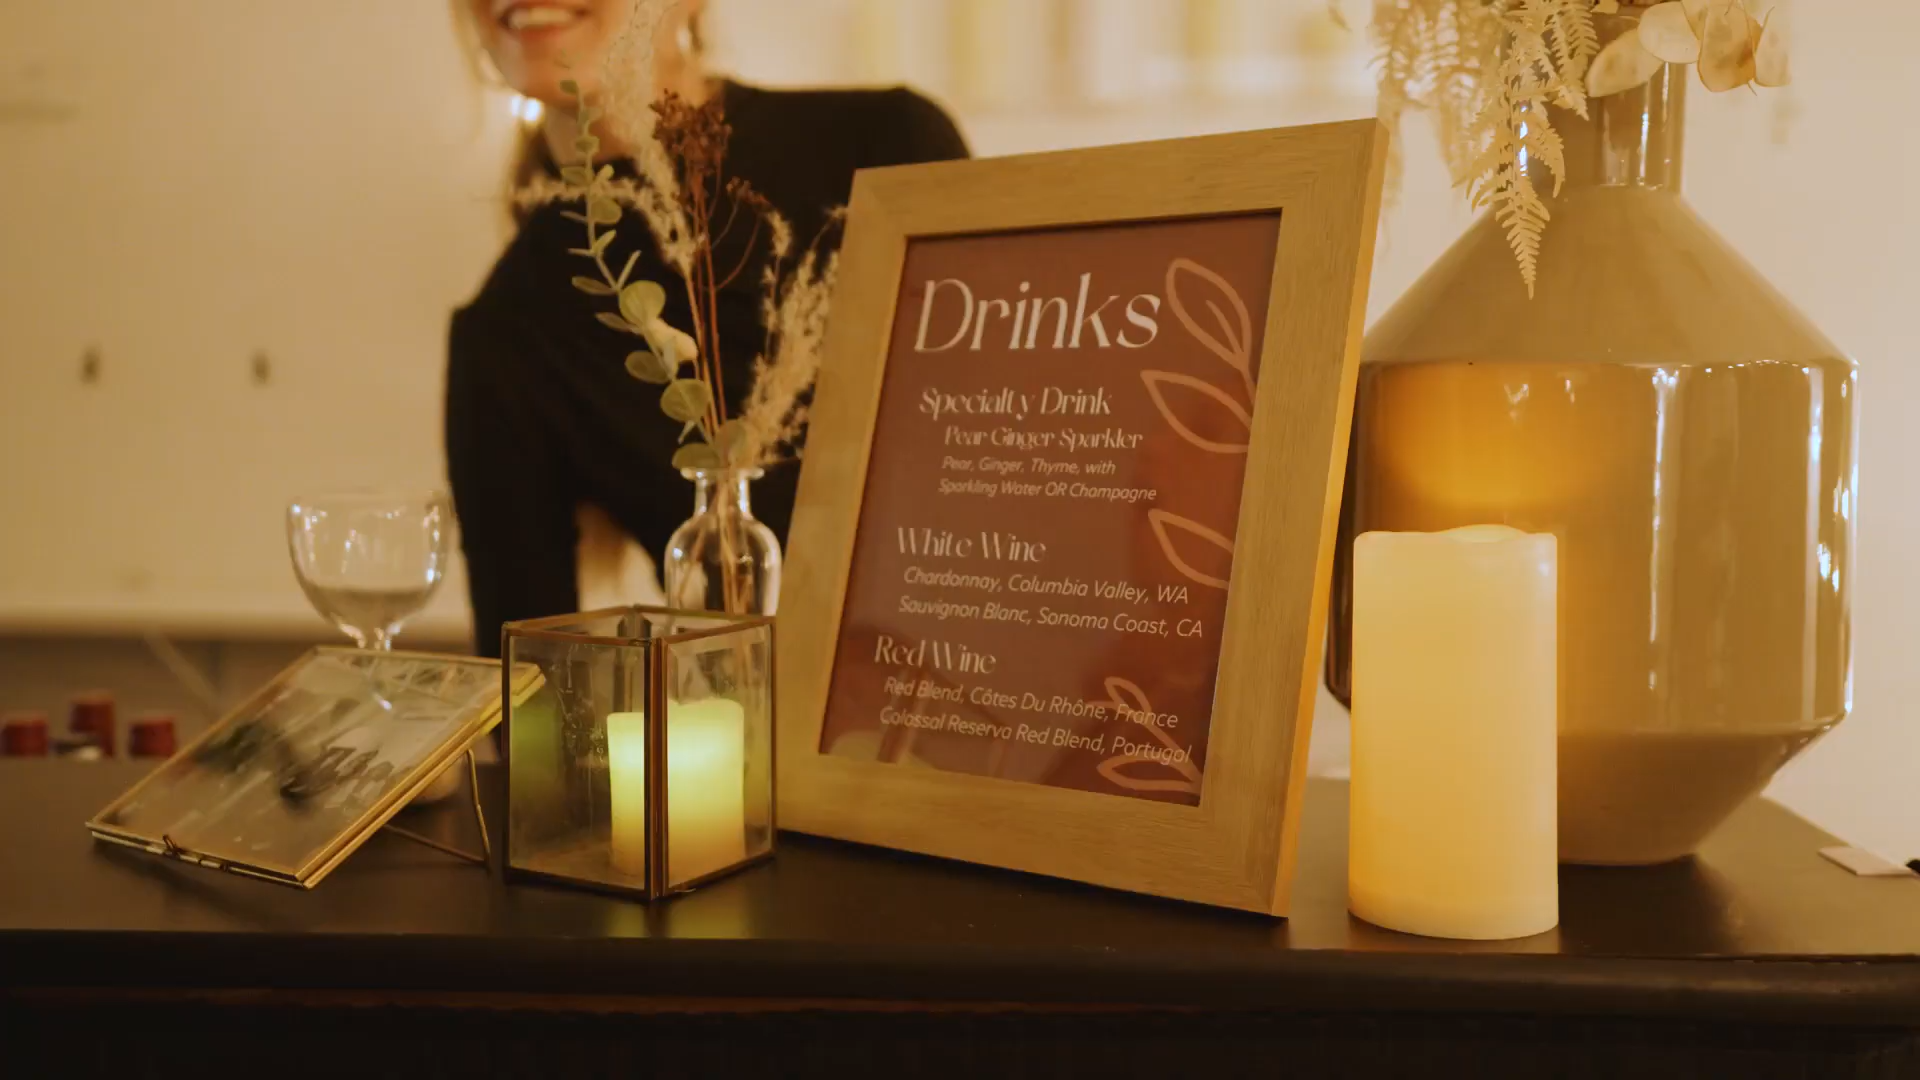 Drinks
Specialty Drink
Pear Ginger Sparkler
Pear, Ginger, Thyme, with
Sparkling Water OR Champagne
White Wine
Chardonnay, Columbia Valley, WA
Sauvignon Blanc, Sonoma Coast, CA
Red Wine
Red Blend, Côtes Du Rhône, France
Colossal Reserva Red Blend, Portugal